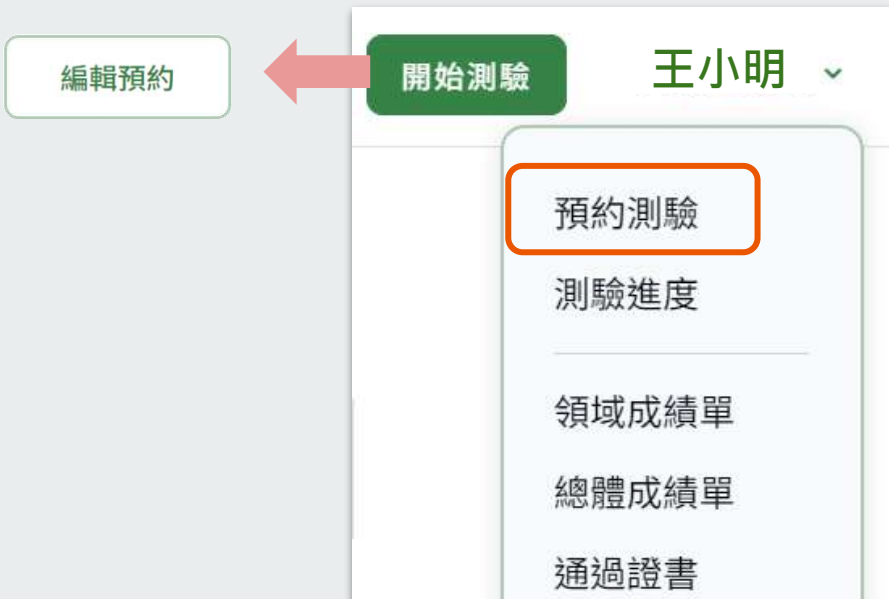 編輯預約
開始測驗
王小明
預約測驗
測驗進度
領域成績單
總體成績單
通過證書